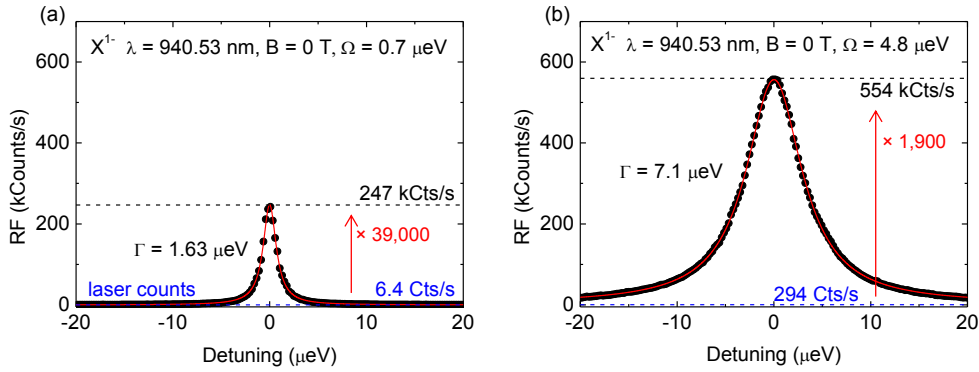 (a)
X¹⁻ λ = 940.53 nm, B = 0 T, Ω = 0.7 μeV
600
400
200
0
RF (kCounts/s)
247 kCts/s
× 39,000
Γ = 1.63 μeV
laser counts
6.4 Cts/s
-20
-10
0
10
20
Detuning (μeV)
(b)
X¹⁻ λ = 940.53 nm, B = 0 T, Ω = 4.8 μeV
600
400
200
0
RF (kCounts/s)
554 kCts/s
× 1,900
Γ = 7.1 μeV
294 Cts/s
-20
-10
0
10
20
Detuning (μeV)